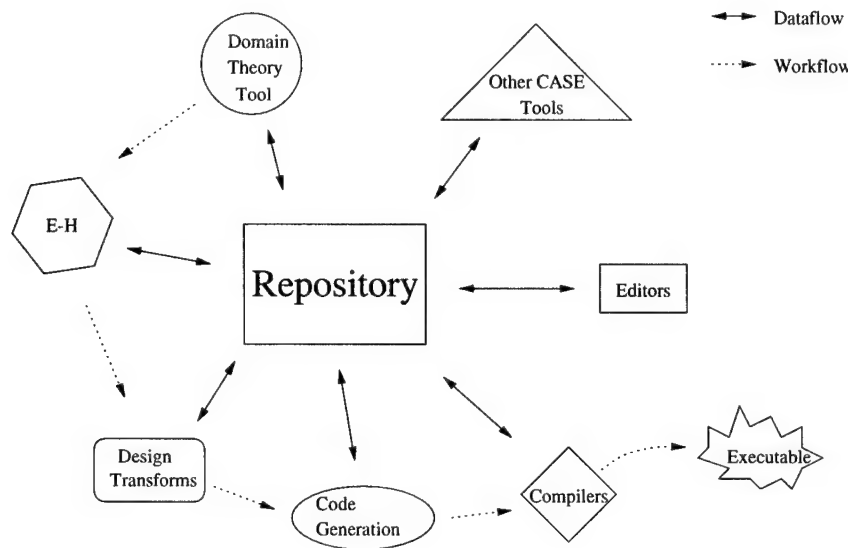 Domain
Theory
Tool
Other CASE
Tools
Dataflow
Workflow
E-H
Repository
Editors
Design
Transforms
Code
Generation
Compilers
Executable